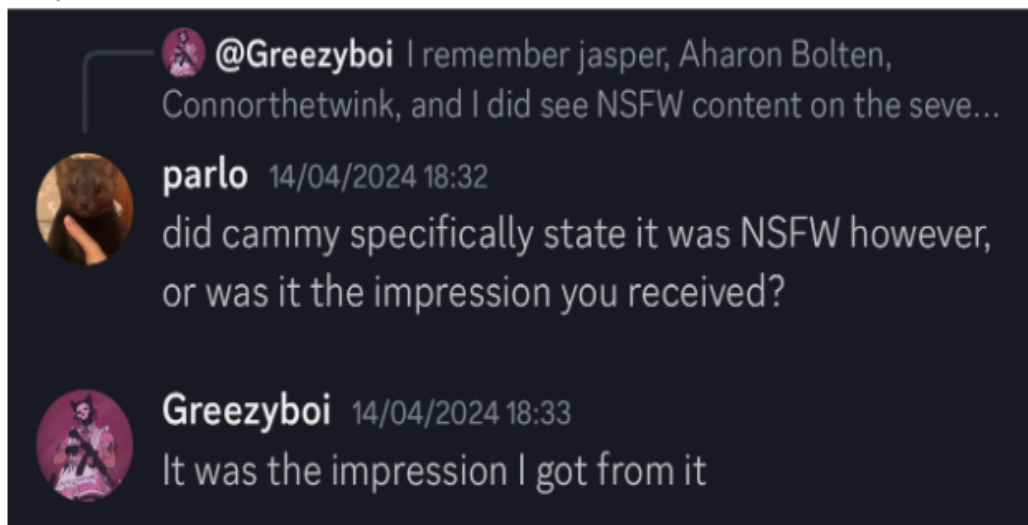 @Greezyboi I remember jasper, Aharon Bolten,
Connorthetwink, and I did see NSFW content on the seve...
parlo 14/04/2024 18:32
did cammy specifically state it was NSFW however,
or was it the impression you received?
Greezyboi 14/04/2024 18:33
It was the impression I got from it